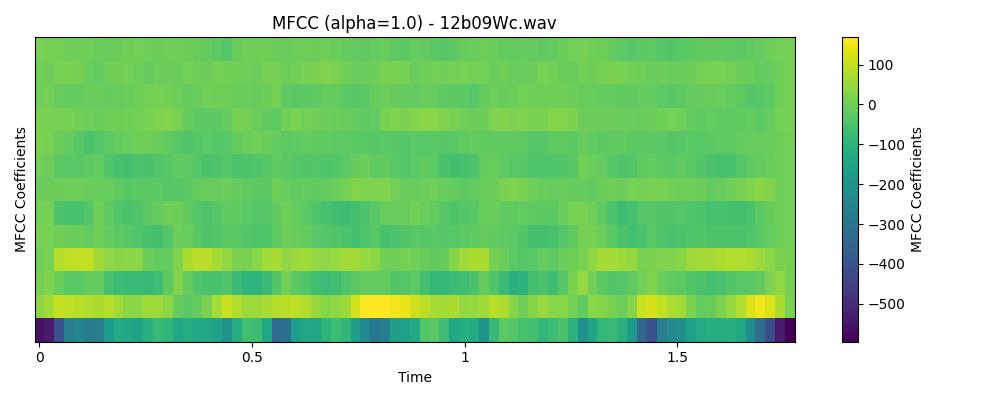 MFCC (alpha=1.0) - 12b09Wc.wav
MFCC Coefficients
0
0.5
1
1.5
Time
100
0
−100
−200
−300
−400
−500
MFCC Coefficients